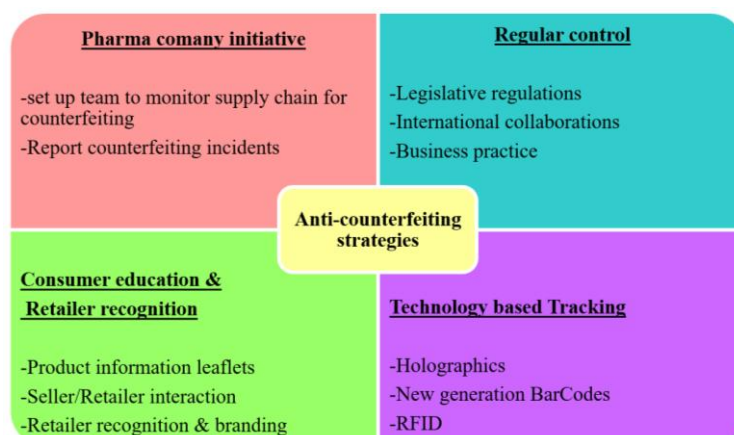 Pharma comany initiative
-set up team to monitor supply chain for
counterfeiting
-Report counterfeiting incidents
Regular control
-Legislative regulations
-International collaborations
-Business practice
Anti-counterfeiting
strategies
Consumer education &
Retailer recognition
-Product information leaflets
-Seller/Retailer interaction
-Retailer recognition & branding
Technology based Tracking
-Holographics
-New generation BarCodes
-RFID